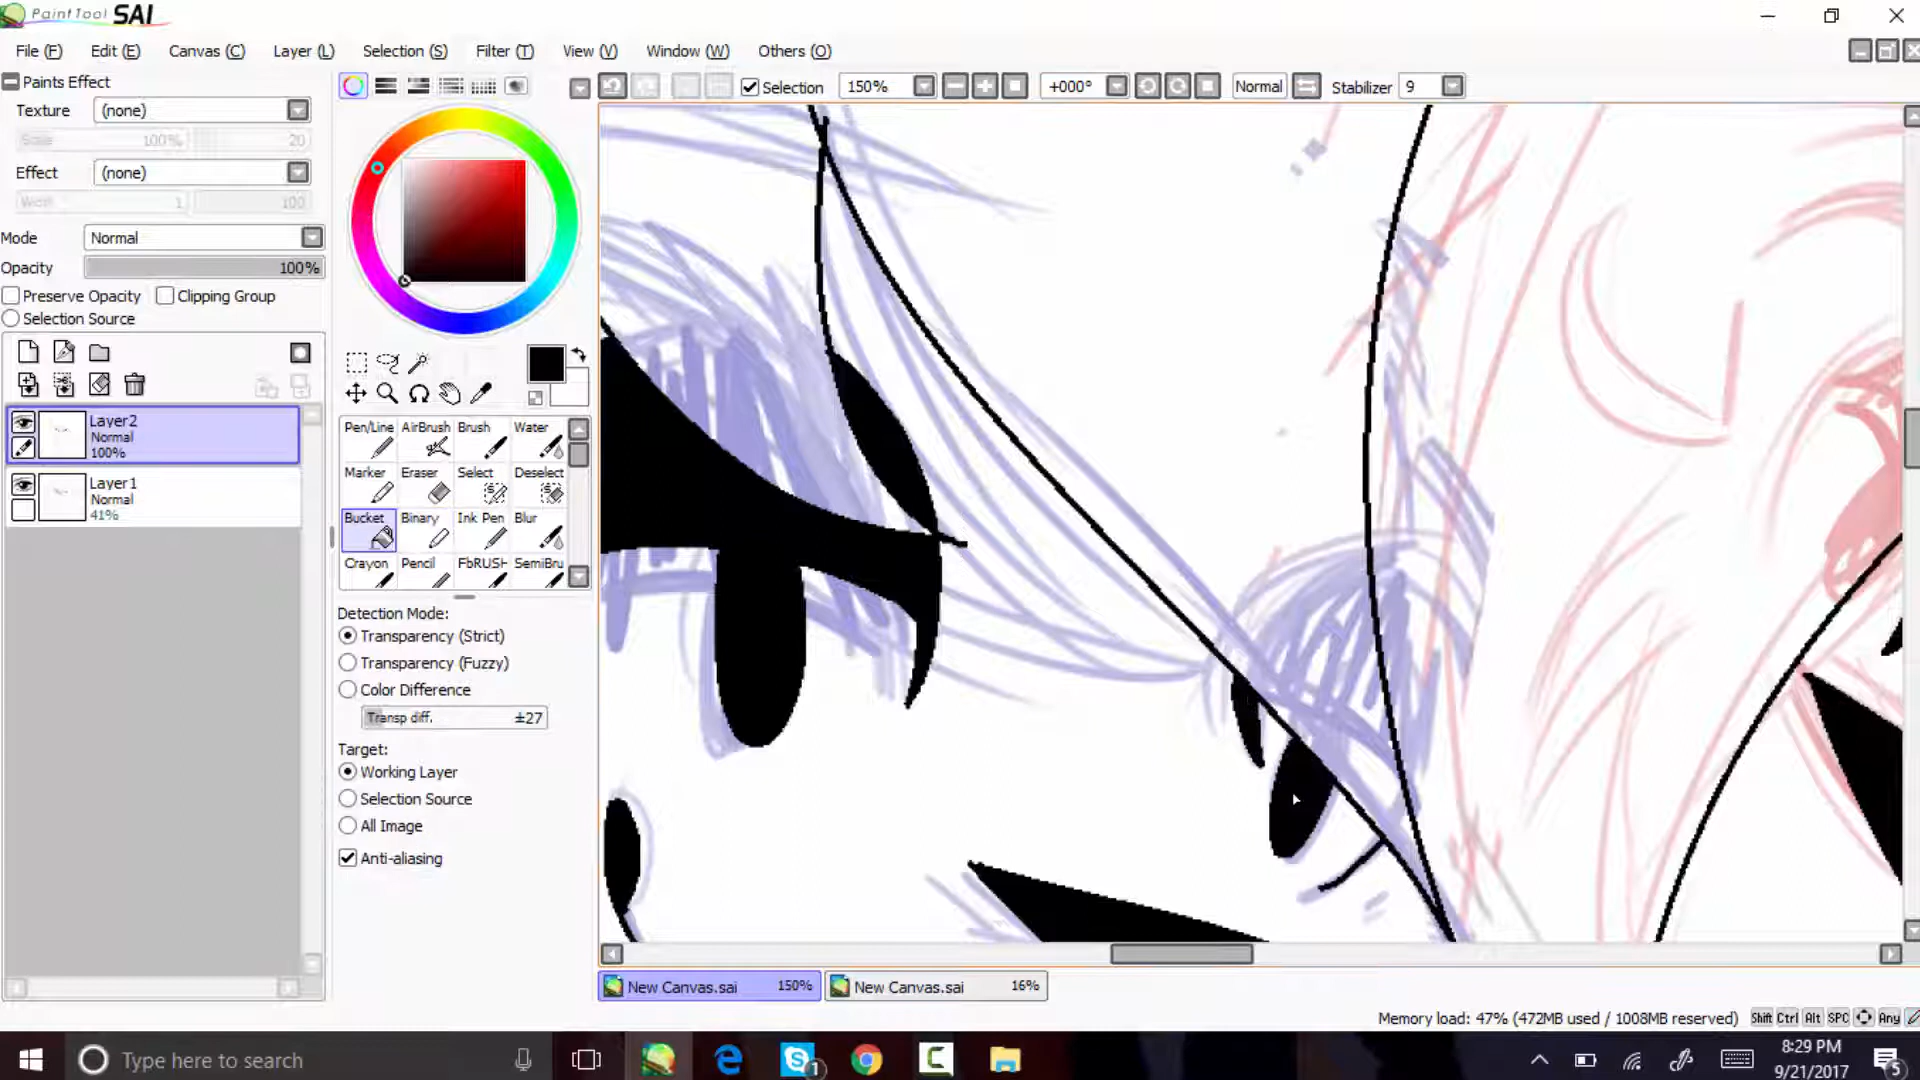 PaintTool SAI
File (F) Edit (E) Canvas (C) Layer (L) Selection (S) Filter (T) View (V) Window (W) Others (O)
Paints Effect
Selection 150% +000° Normal Stabilizer 9
Texture (none)
Scale 100% 20
Effect (none)
Width 1 100
Mode Normal
Opacity 100%
Preserve Opacity Clipping Group
Selection Source
Layer2
Normal
100%
Layer1
Normal
41%
Pen/Line AirBrush Brush Water
Marker Eraser Select Deselect
Bucket Binary Ink Pen Blur
Crayon Pencil FbRUSH SemiBru
Detection Mode:
Transparency (Strict)
Transparency (Fuzzy)
Color Difference
Transp diff. ±27
Target:
Working Layer
Selection Source
All Image
Anti-aliasing
New Canvas.sai 150% New Canvas.sai 16%
Memory load: 47% (472MB used / 1008MB reserved) Shift Ctrl Alt SPC Any
Type here to search
1
8:29 PM
9/21/2017
5